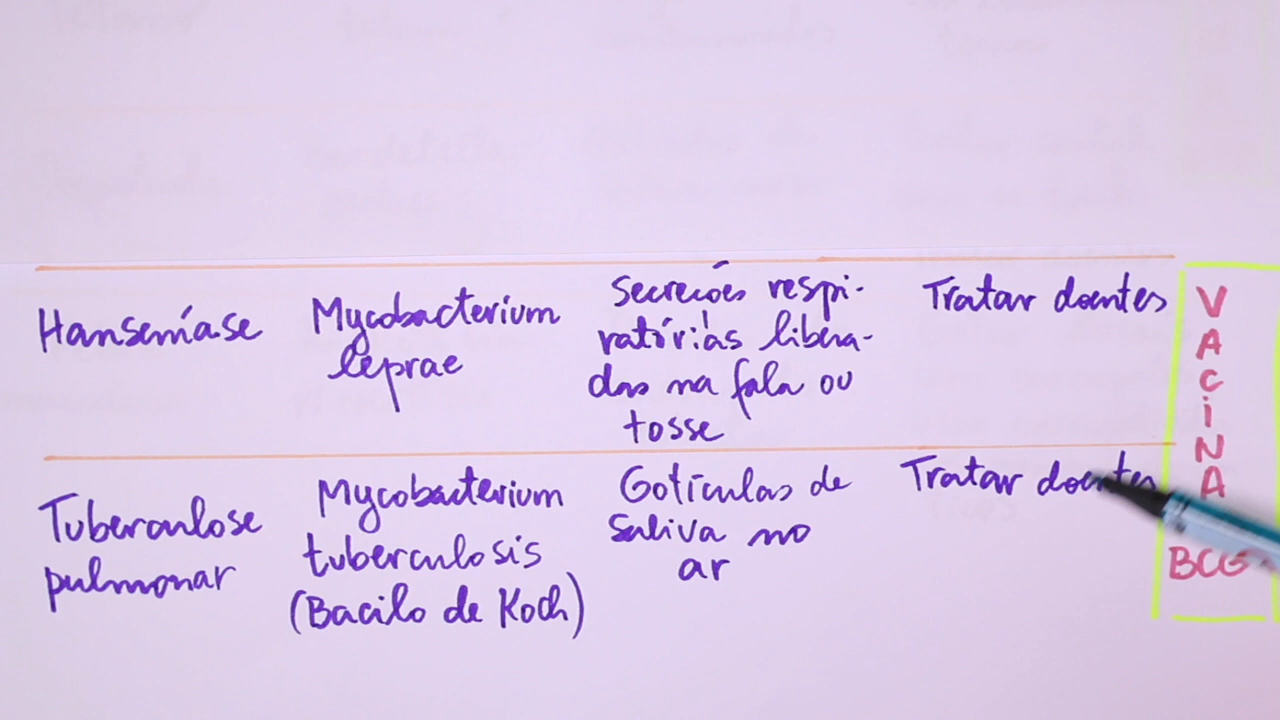 Hanseníase
Mycobacterium
leprae
Secreções respi-
ratórias libera-
das na fala ou
tosse
Tratar doentes
Tuberculose
pulmonar
Mycobacterium
tuberculosis
(Bacilo de Koch)
Gotículas de
saliva no
ar
Tratar doentes
V
A
C
i
N
A
BCG